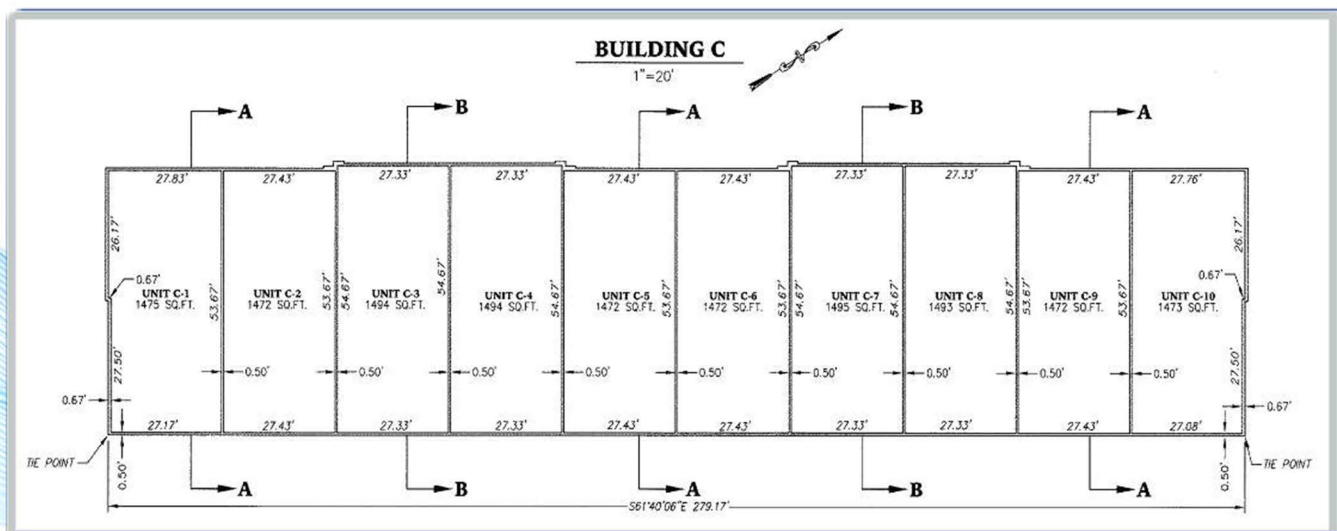 BUILDING C
1"=20'
A
B
A
B
A
27.83'
27.43'
27.33'
27.33'
27.43'
27.43'
27.33'
27.33'
27.43'
27.76'
26.17'
26.17'
0.67'
0.67'
UNIT C-1
1475 SQ.FT.
53.67'
UNIT C-2
1472 SQ.FT.
53.67'
54.67'
UNIT C-3
1494 SQ.FT.
54.67'
UNIT C-4
1494 SQ.FT.
UNIT C-5
1472 SQ.FT.
53.67'
UNIT C-6
1472 SQ.FT.
53.67'
54.67'
UNIT C-7
1495 SQ.FT.
54.67'
UNIT C-8
1493 SQ.FT.
54.67'
53.67'
UNIT C-9
1472 SQ.FT.
53.67'
UNIT C-10
1473 SQ.FT.
27.50'
0.50'
0.50'
0.50'
0.50'
0.50'
0.50'
0.50'
0.50'
0.50'
27.50'
0.67'
0.67'
27.17'
27.43'
27.33'
27.33'
27.43'
27.43'
27.33'
27.33'
27.43'
27.08'
TIE POINT
0.50'
0.50'
TIE POINT
A
B
A
B
A
S61°40'06"E 279.17'